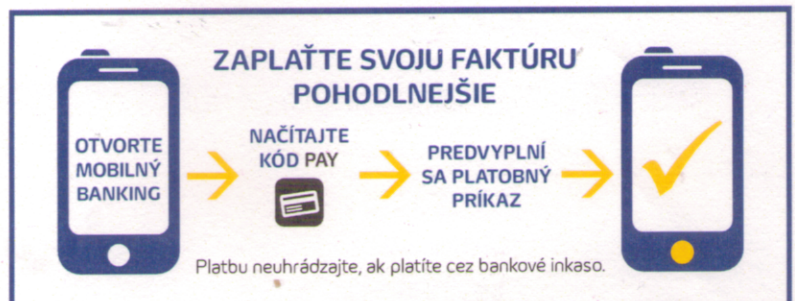 ZAPLAŤTE SVOJU FAKTÚRU
POHODLNEJŠIE
OTVORTE
MOBILNÝ
BANKING
NAČÍTAJTE
KÓD PAY
PREDVYPLNÍ
SA PLATOBNÝ
PRÍKAZ
Platbu neuhrádzajte, ak platíte cez bankové inkaso.